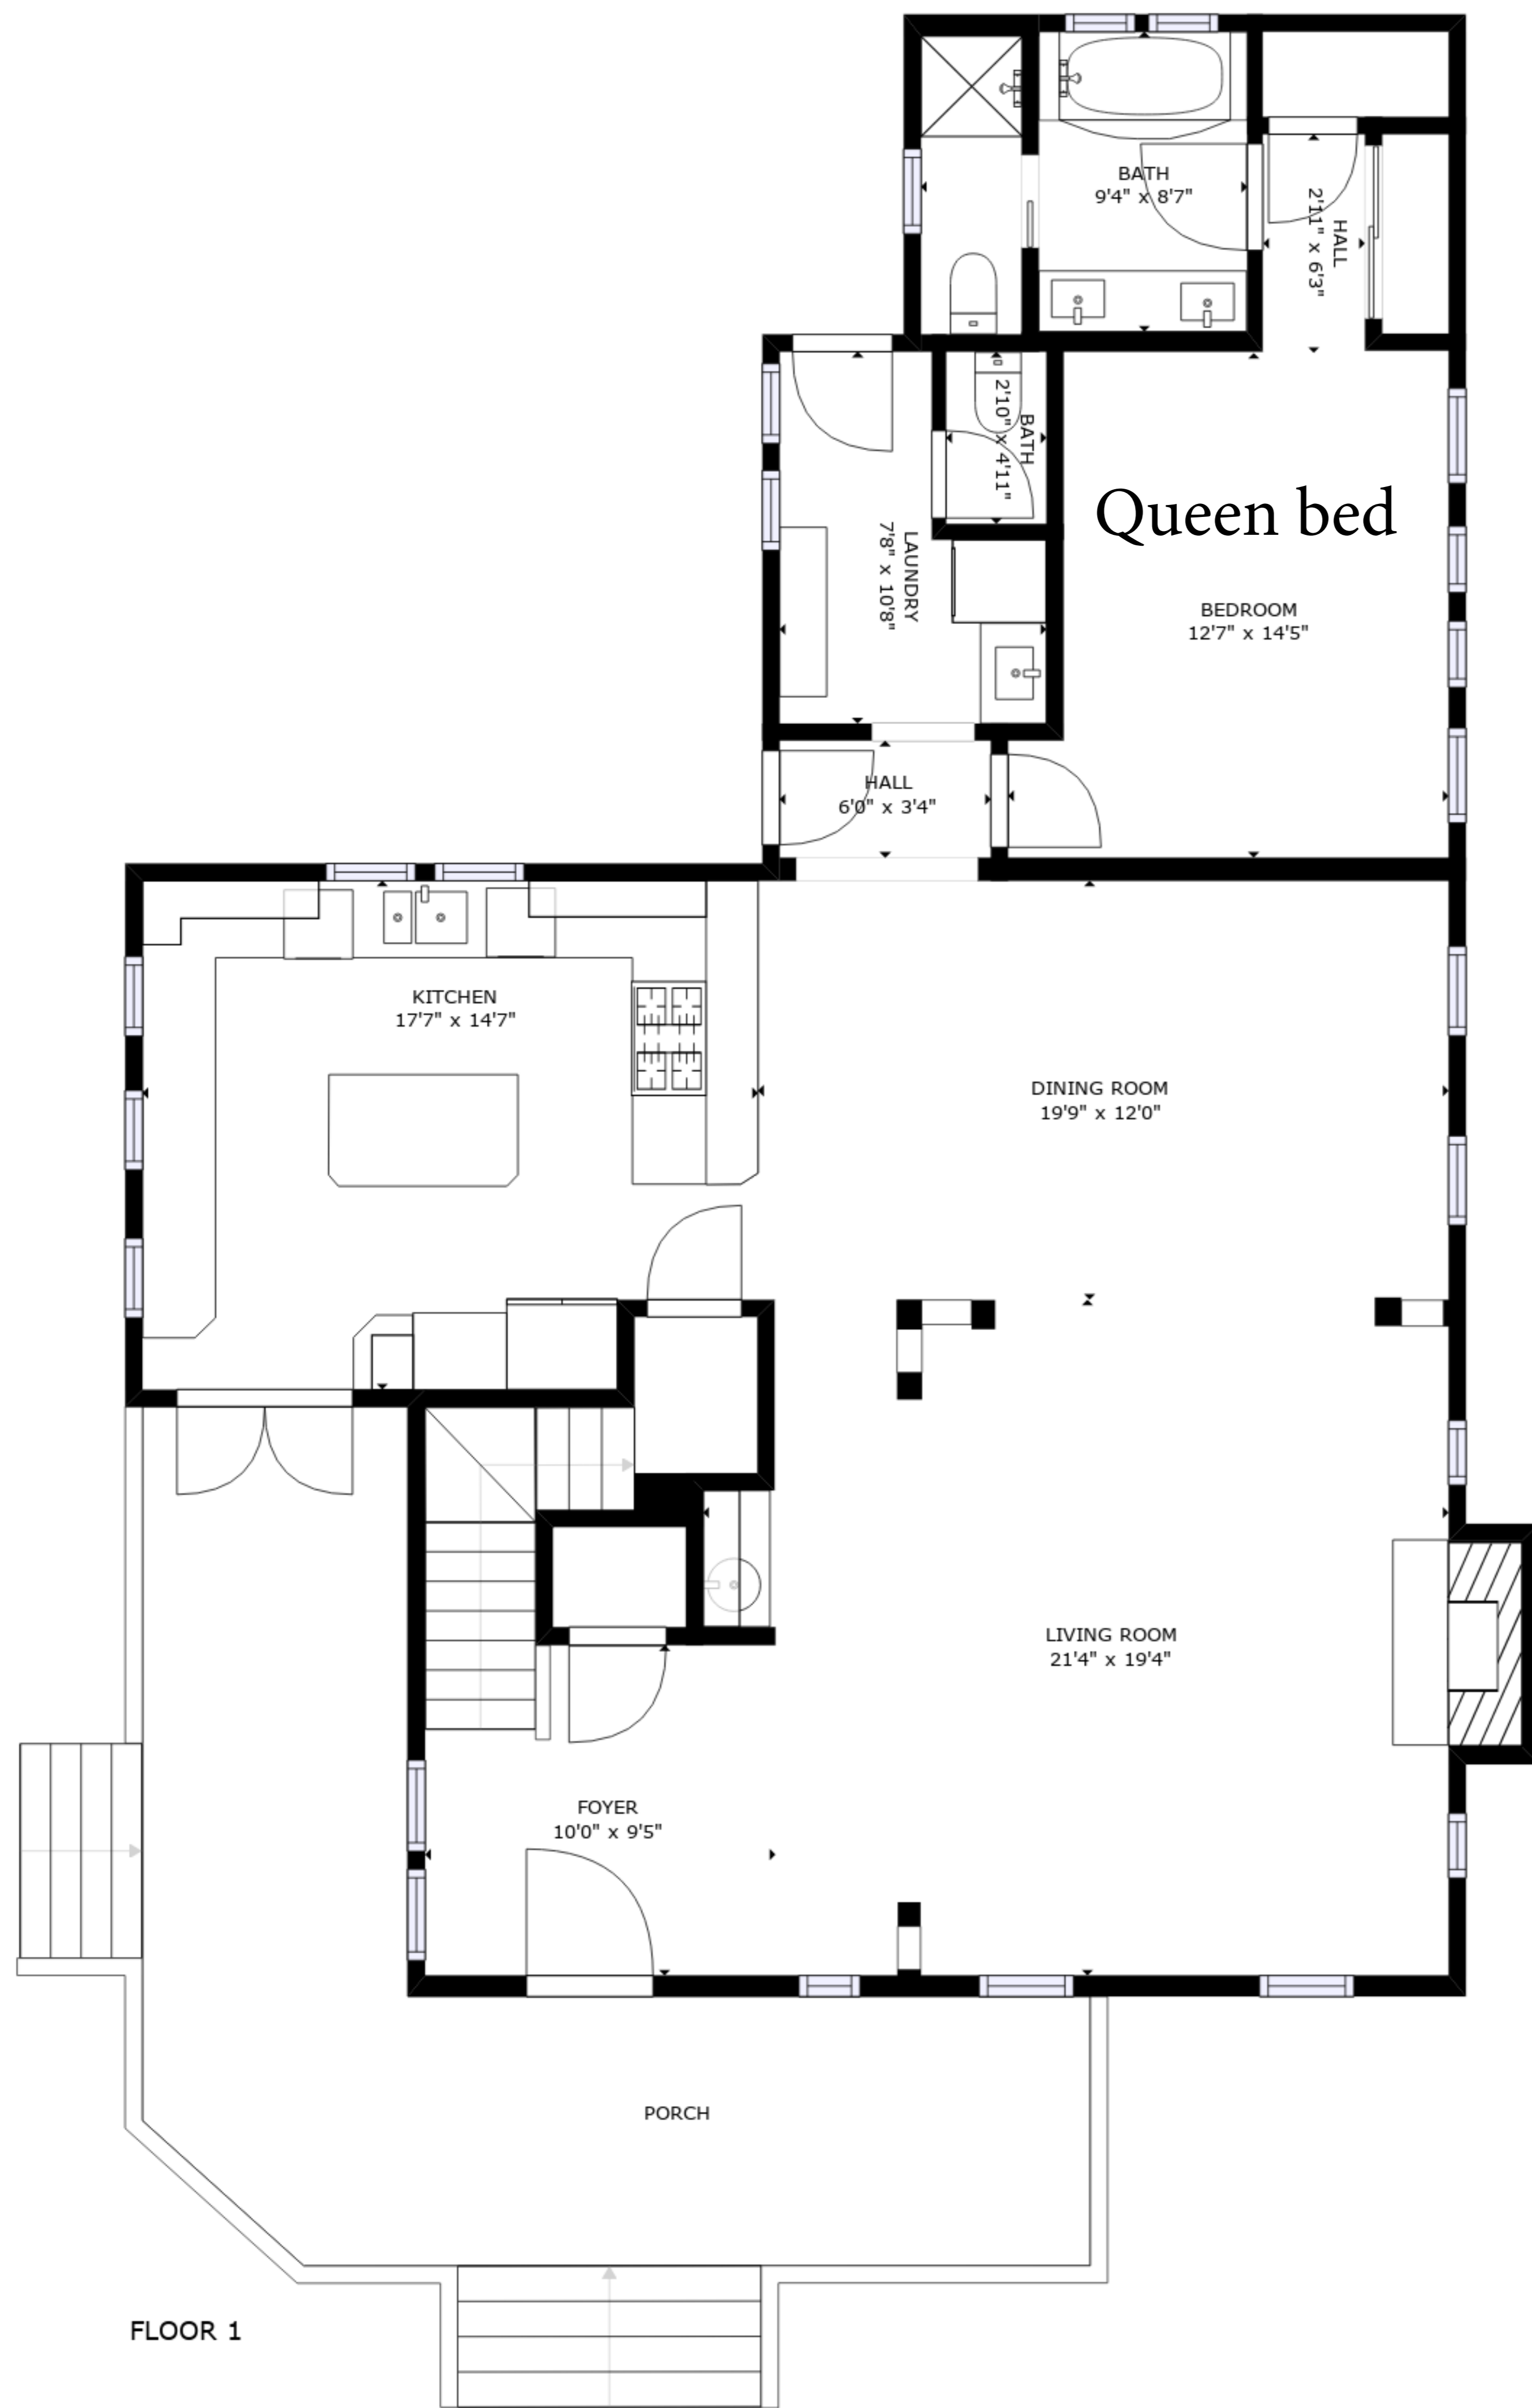 BATH
9'4" x 8'7"
HALL
2'11" x 6'3"
BATH
2'10" x 4'11"
Queen bed
LAUNDRY
7'8" x 10'8"
BEDROOM
12'7" x 14'5"
HALL
6'0" x 3'4"
KITCHEN
17'7" x 14'7"
DINING ROOM
19'9" x 12'0"
LIVING ROOM
21'4" x 19'4"
FOYER
10'0" x 9'5"
PORCH
FLOOR 1